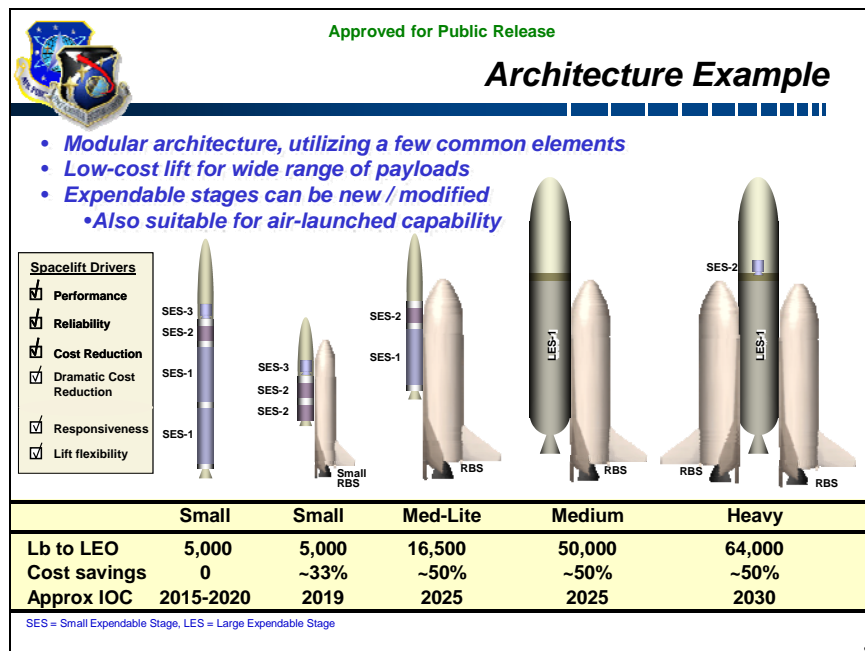 Approved for Public Release
Architecture Example
• Modular architecture, utilizing a few common elements
• Low-cost lift for wide range of payloads
• Expendable stages can be new / modified
•Also suitable for air-launched capability
Spacelift Drivers
Performance
Reliability
Cost Reduction
Dramatic Cost
Reduction
Responsiveness
Lift flexibility
SES-3
SES-2
SES-1
SES-1
SES-3
SES-2
SES-2
Small
RBS
SES-2
SES-1
RBS
LES-1
RBS
SES-2
LES-1
RBS
RBS
Small Small Med-Lite Medium Heavy
Lb to LEO 5,000 5,000 16,500 50,000 64,000
Cost savings 0 ~33% ~50% ~50% ~50%
Approx IOC 2015-2020 2019 2025 2025 2030
SES = Small Expendable Stage, LES = Large Expendable Stage